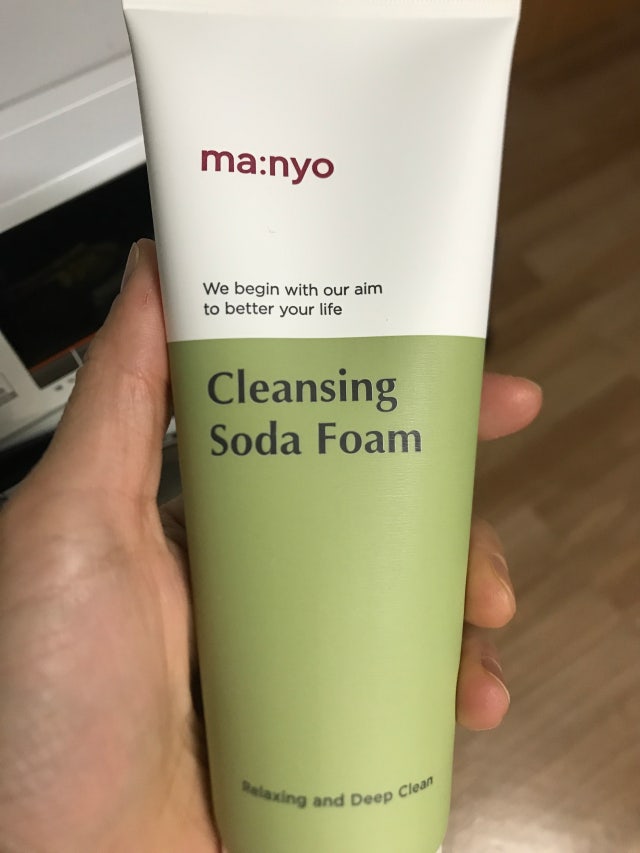 ma:nyo
We begin with our aim
to better your life
Cleansing
Soda Foam
Relaxing and Deep Clean